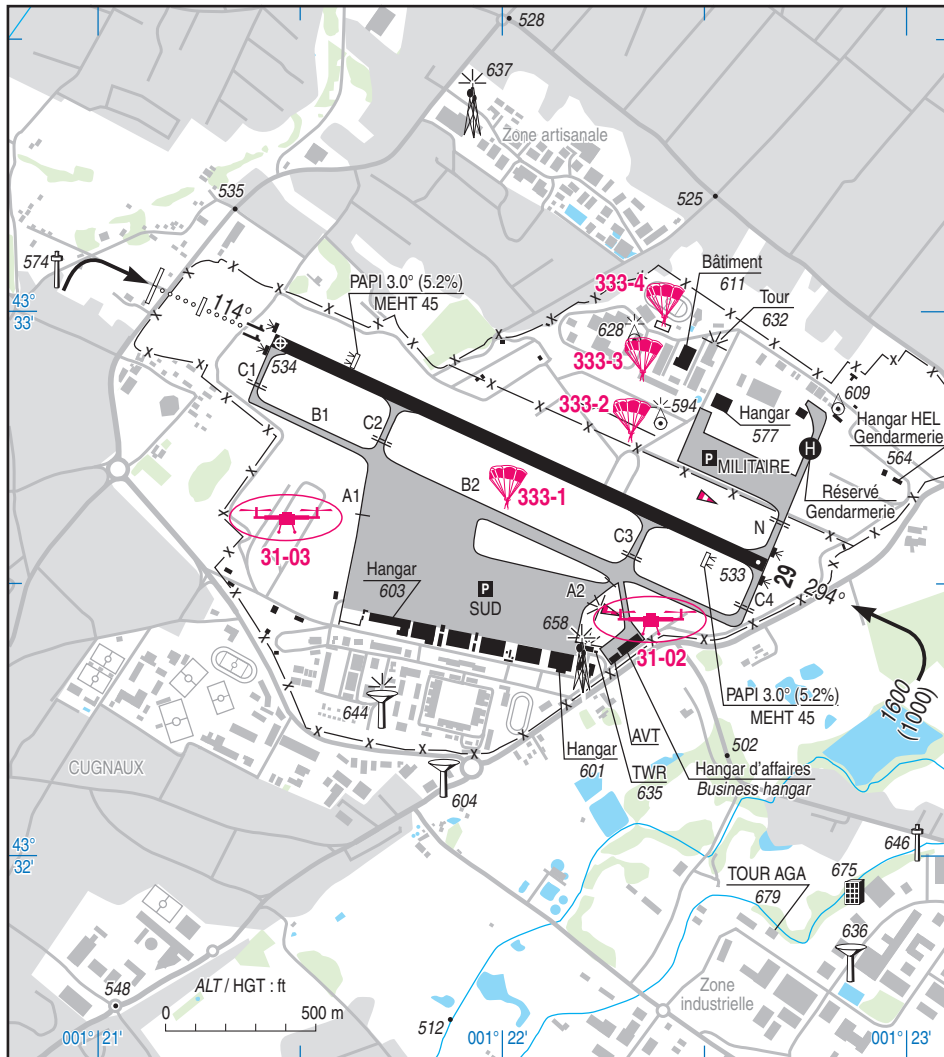 528
637
Zone artisanale
535
525
574
PAPI 3.0° (5.2%)
MEHT 45
Bâtiment
611
333-4
Tour
632
43°
33'
114°
11
628
333-3
534
C1
609
333-2
594
B1
C2
Hangar
577
Hangar HEL
Gendarmerie
564
P
MILITAIRE
H
B2
333-1
A1
Réservé
Gendarmerie
N
C3
31-03
29
533
294°
Hangar
603
P
SUD
A2
C4
658
31-02
1600
(1000)
PAPI 3.0° (5.2%)
MEHT 45
644
AVT
502
CUGNAUX
Hangar
601
TWR
635
Hangar d'affaires
Business hangar
604
646
43°
32'
TOUR AGA
679
675
636
ALT / HGT : ft
Zone
industrielle
548
0
500 m
512
001° 21'
001° 22'
001° 23'